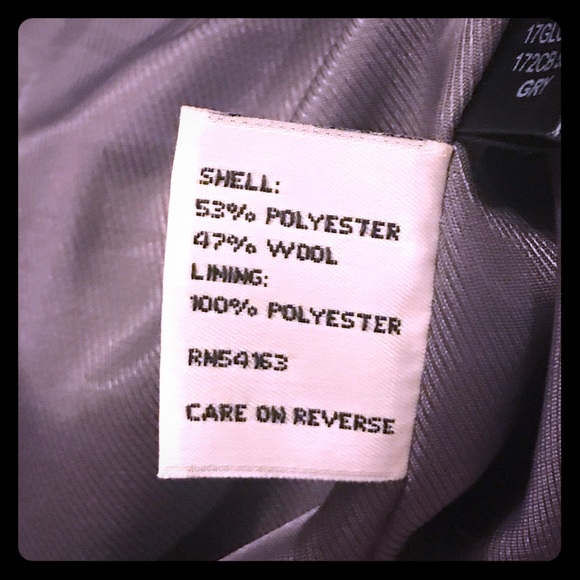 SHELL:
53% POLYESTER
47% WOOL
LINING:
100% POLYESTER
RN54163
CARE ON REVERSE
GRY